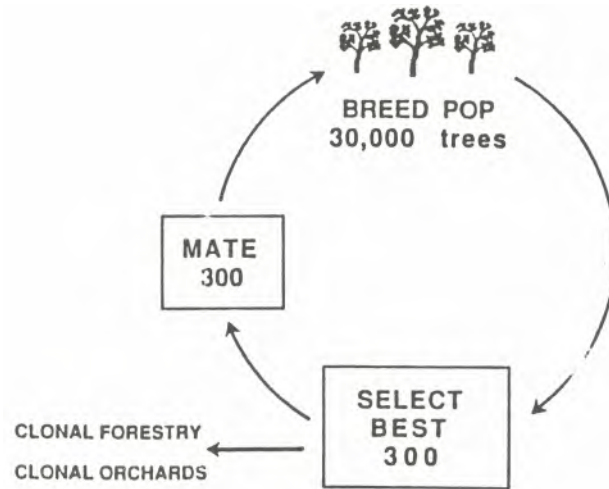 BREED POP
30,000 trees
MATE
300
SELECT
BEST
300
CLONAL FORESTRY
CLONAL ORCHARDS